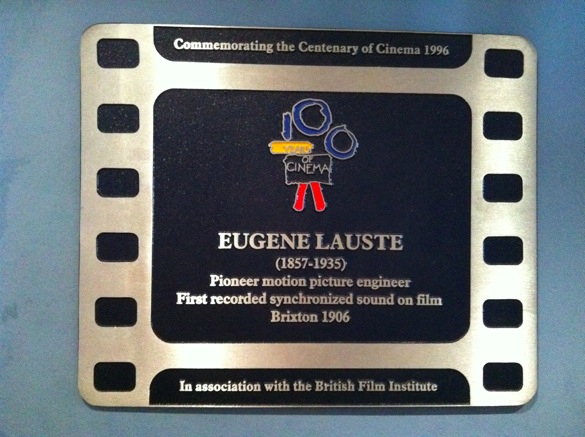 Commemorating the Centenary of Cinema 1996
100
YEARS
OF
CINEMA
EUGENE LAUSTE
(1857-1935)
Pioneer motion picture engineer
First recorded synchronized sound on film
Brixton 1906
In association with the British Film Institute